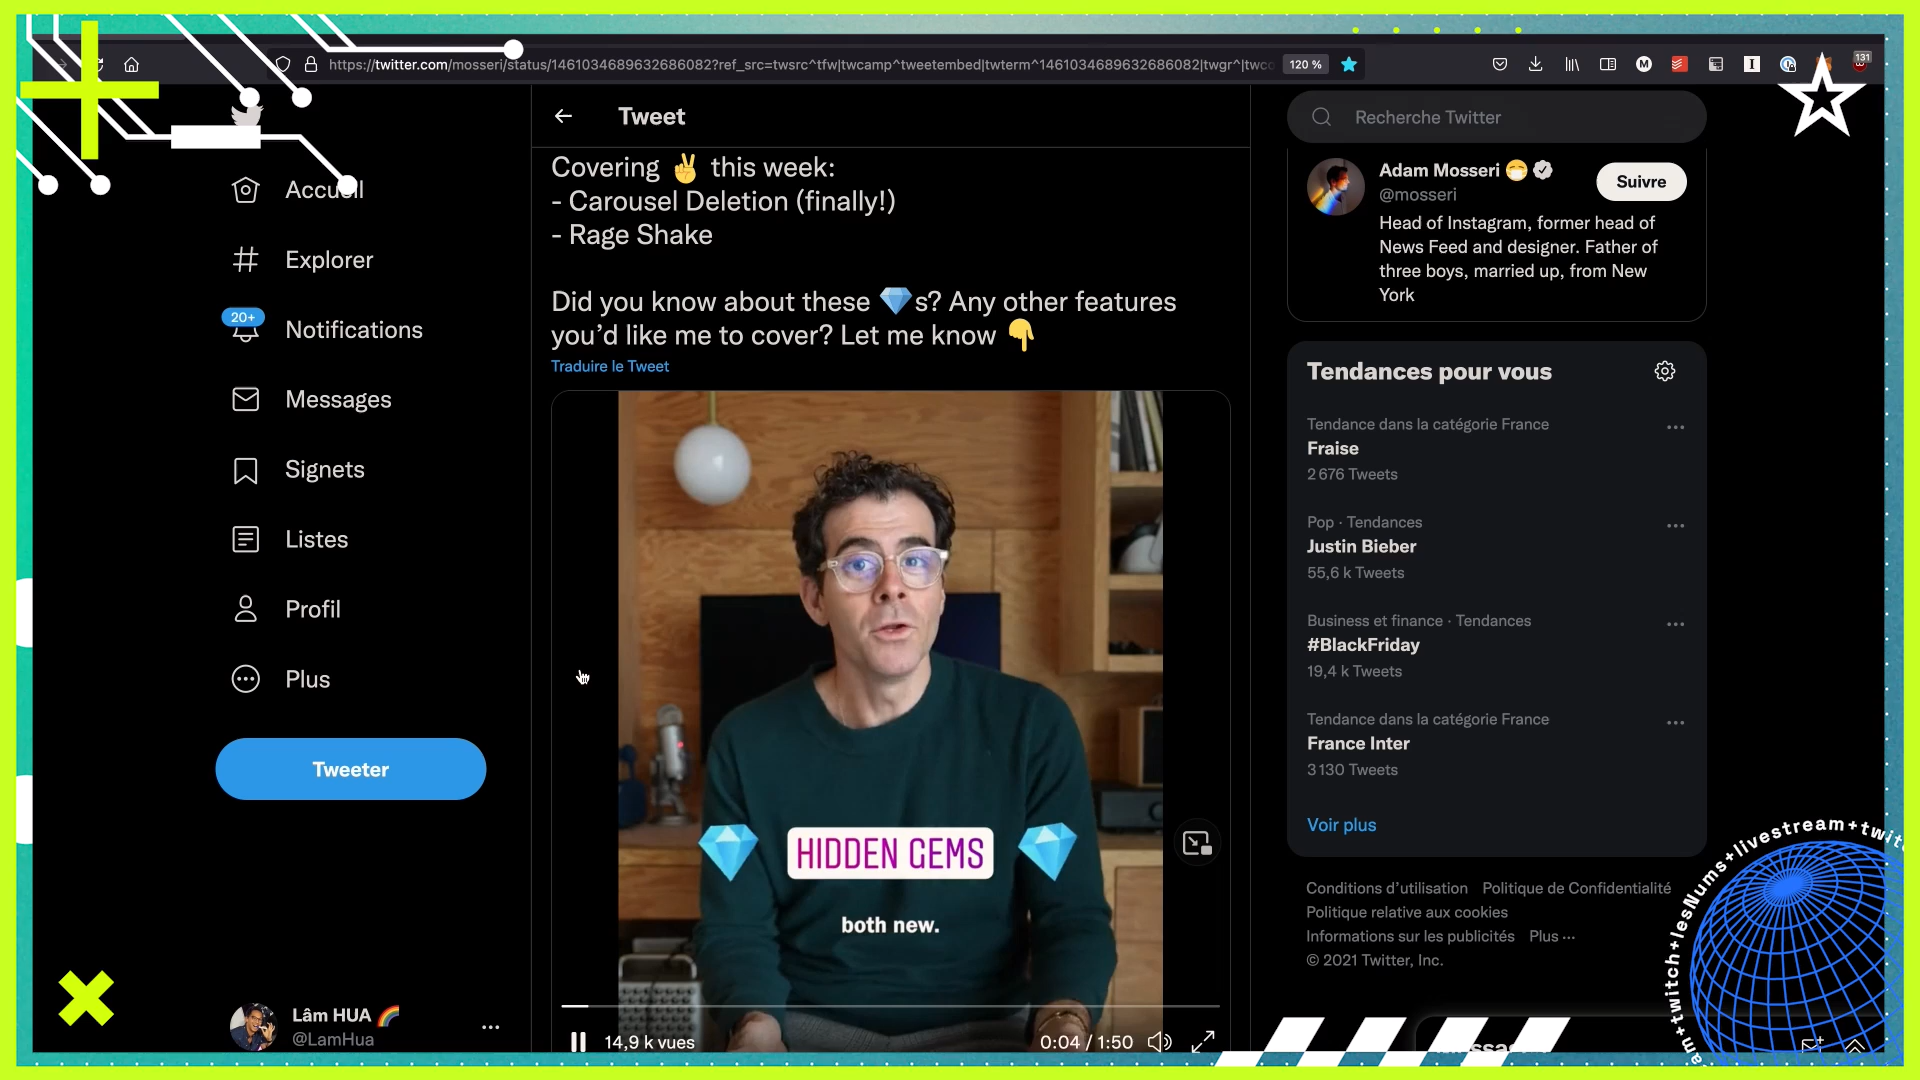 https://twitter.com/mosseri/status/1461034689632686082?ref_src=twsrc^tfw|twcamp^tweetembed|twterm^1461034689632686082|twgr^|twco
120 %
131
Accueil
Explorer
20+
Notifications
Messages
Signets
Listes
Profil
Plus
Tweeter
Lâm HUA 🌈
@LamHua
Tweet
Covering ✌️ this week:
- Carousel Deletion (finally!)
- Rage Shake
Did you know about these 💎s? Any other features
you’d like me to cover? Let me know 👇
Traduire le Tweet
HIDDEN GEMS
both new.
14,9 k vues
0:04 / 1:50
Recherche Twitter
Adam Mosseri 😷
@mosseri
Suivre
Head of Instagram, former head of
News Feed and designer. Father of
three boys, married up, from New
York
Tendances pour vous
Tendance dans la catégorie France
Fraise
2 676 Tweets
Pop · Tendances
Justin Bieber
55,6 k Tweets
Business et finance · Tendances
#BlackFriday
19,4 k Tweets
Tendance dans la catégorie France
France Inter
3 130 Tweets
Voir plus
Conditions d’utilisation Politique de Confidentialité
Politique relative aux cookies
Informations sur les publicités Plus ···
© 2021 Twitter, Inc.
am+twitch+lesNums+livestream+twit